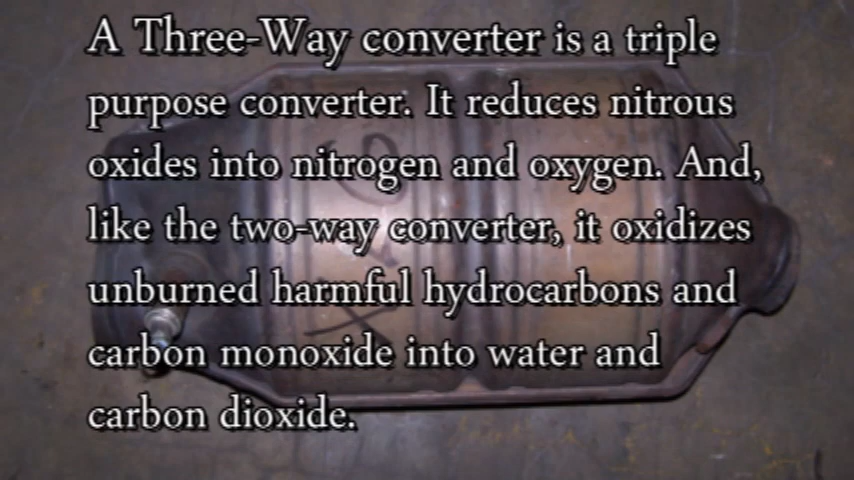 A Three-Way converter is a triple
purpose converter. It reduces nitrous
oxides into nitrogen and oxygen. And,
like the two-way converter, it oxidizes
unburned harmful hydrocarbons and
carbon monoxide into water and
carbon dioxide.